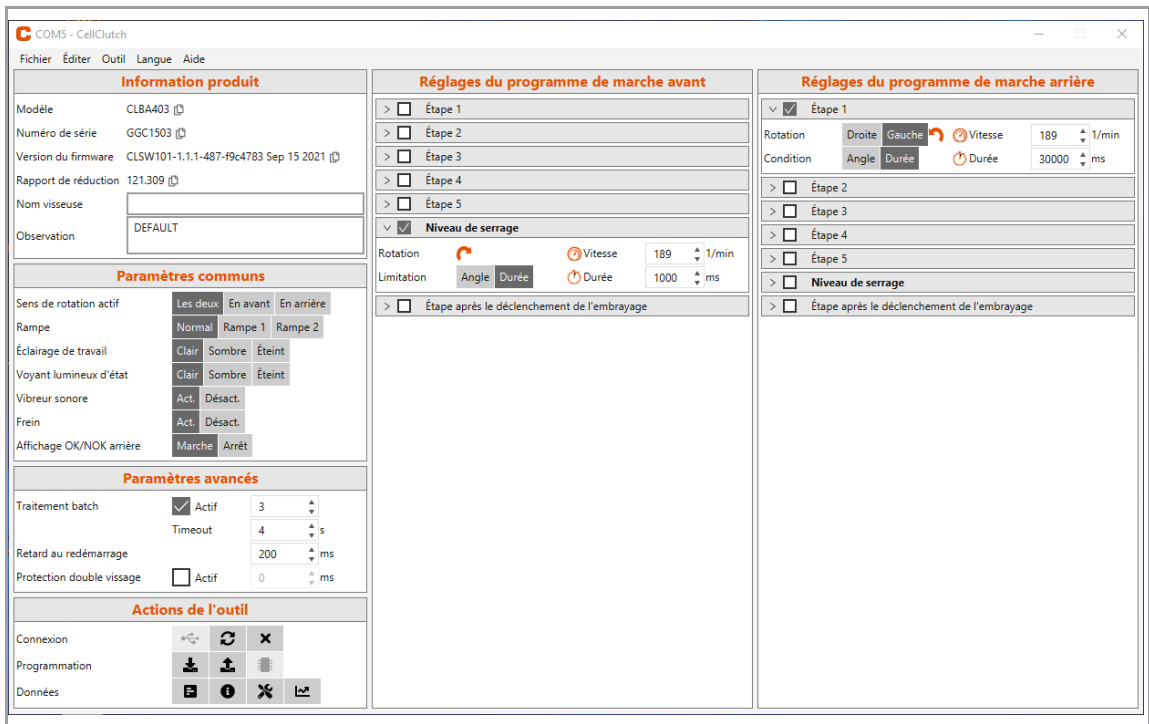 COM5 - CellClutch
Fichier Éditer Outil Langue Aide
Information produit
Modèle CLBA403
Numéro de série GGC1503
Version du firmware CLSW101-1.1.1-487-f9c4783 Sep 15 2021
Rapport de réduction 121.309
Nom visseuse
Observation DEFAULT
Paramètres communs
Sens de rotation actif Les deux En avant En arrière
Rampe Normal Rampe 1 Rampe 2
Éclairage de travail Clair Sombre Éteint
Voyant lumineux d'état Clair Sombre Éteint
Vibreur sonore Act. Désact.
Frein Act. Désact.
Affichage OK/NOK arrière Marche Arrêt
Paramètres avancés
Traitement batch Actif 3
Timeout 4 s
Retard au redémarrage 200 ms
Protection double vissage Actif 0 ms
Actions de l'outil
Connexion
Programmation
Données
Réglages du programme de marche avant
Étape 1
Étape 2
Étape 3
Étape 4
Étape 5
Niveau de serrage
Rotation Vitesse 189 1/min
Limitation Angle Durée Durée 1000 ms
Étape après le déclenchement de l'embrayage
Réglages du programme de marche arrière
Étape 1
Rotation Droite Gauche Vitesse 189 1/min
Condition Angle Durée Durée 30000 ms
Étape 2
Étape 3
Étape 4
Étape 5
Niveau de serrage
Étape après le déclenchement de l'embrayage